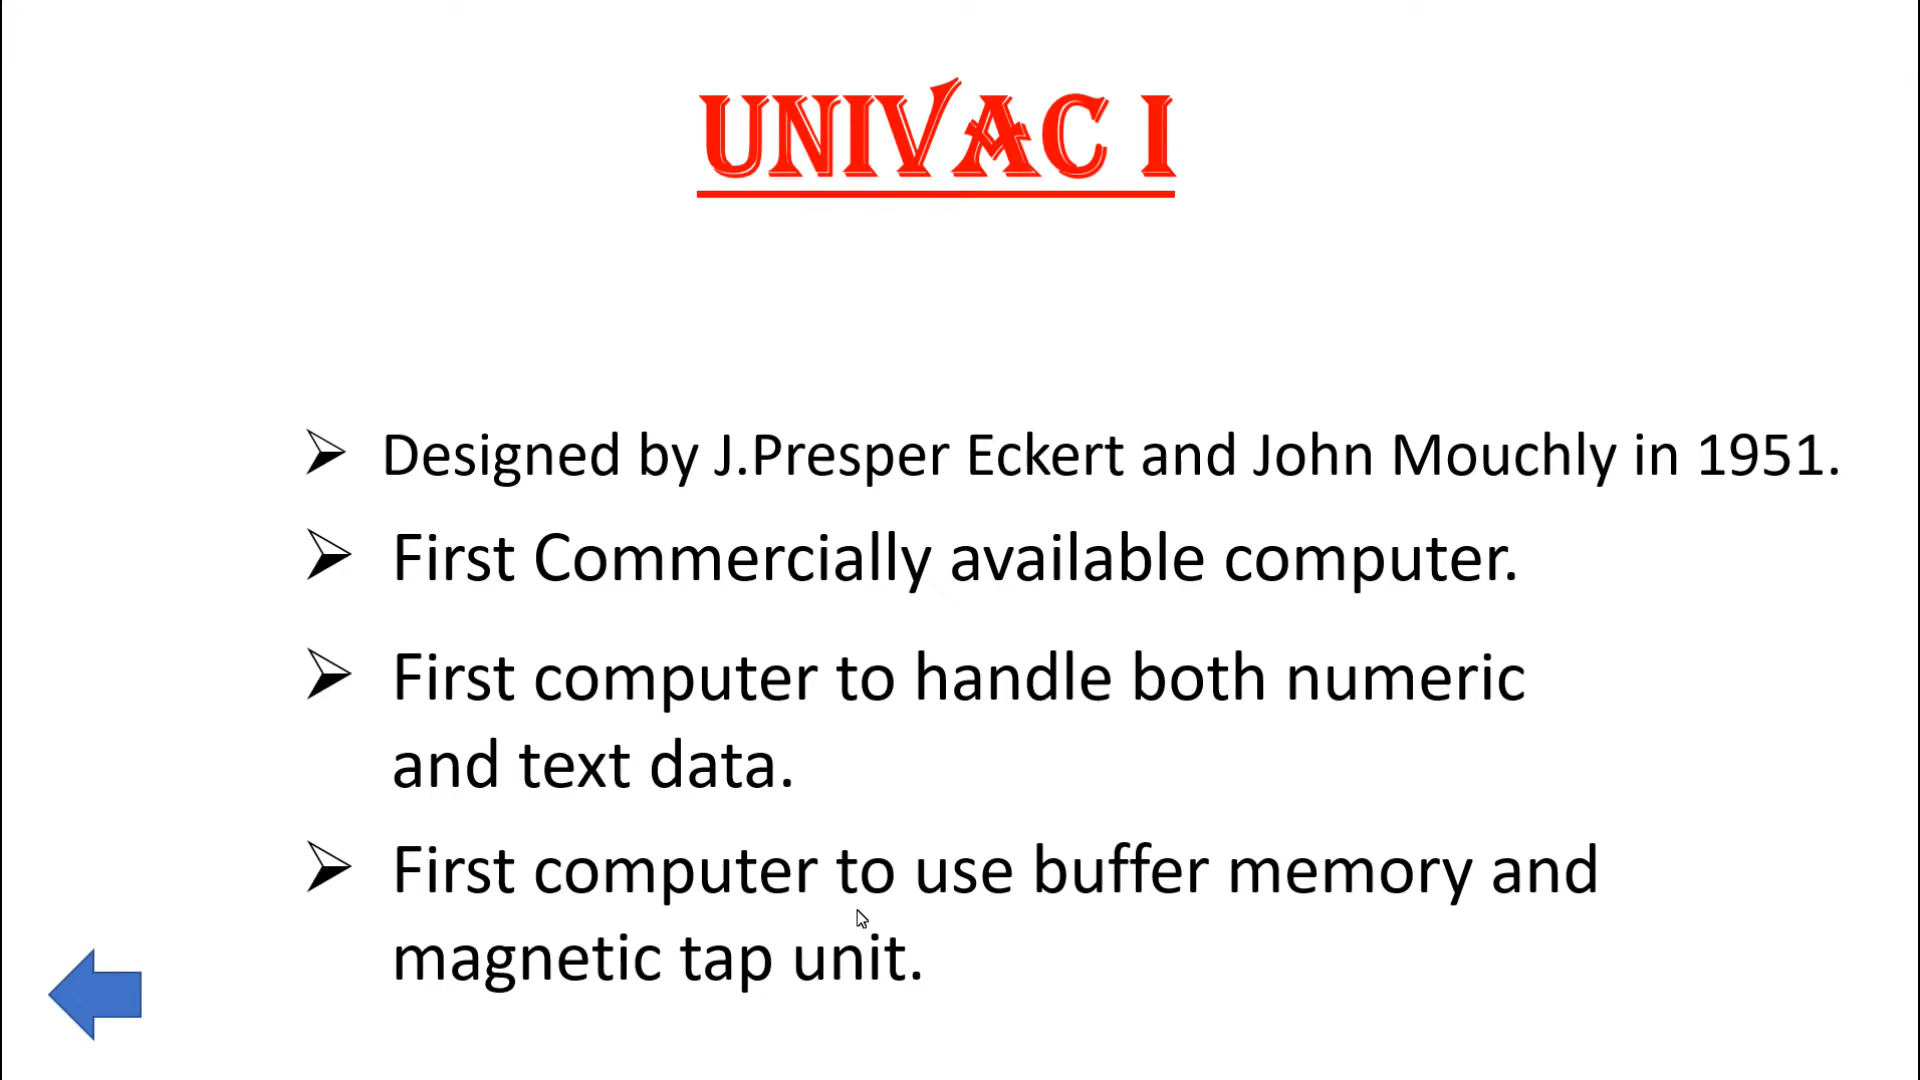 UNIVAC I
➢ Designed by J.Presper Eckert and John Mouchly in 1951.
➢ First Commercially available computer.
➢ First computer to handle both numeric
and text data.
➢ First computer to use buffer memory and
magnetic tap unit.